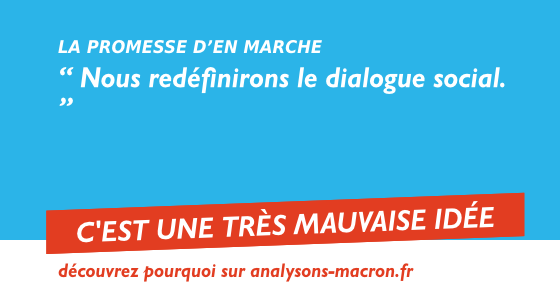 LA PROMESSE D’EN MARCHE
“ Nous redéfinirons le dialogue social.
”
C'EST UNE TRÈS MAUVAISE IDÉE
découvrez pourquoi sur analysons-macron.fr